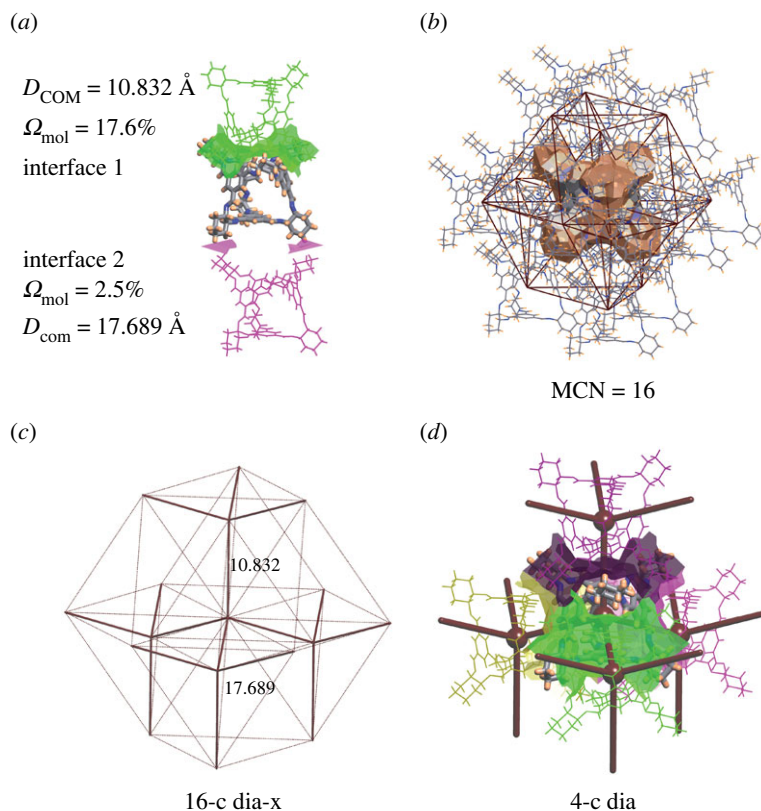 (a)
D_COM = 10.832 Å
Ω_mol = 17.6%
interface 1
interface 2
Ω_mol = 2.5%
D_com = 17.689 Å
(b)
MCN = 16
(c)
10.832
17.689
16-c dia-x
(d)
4-c dia